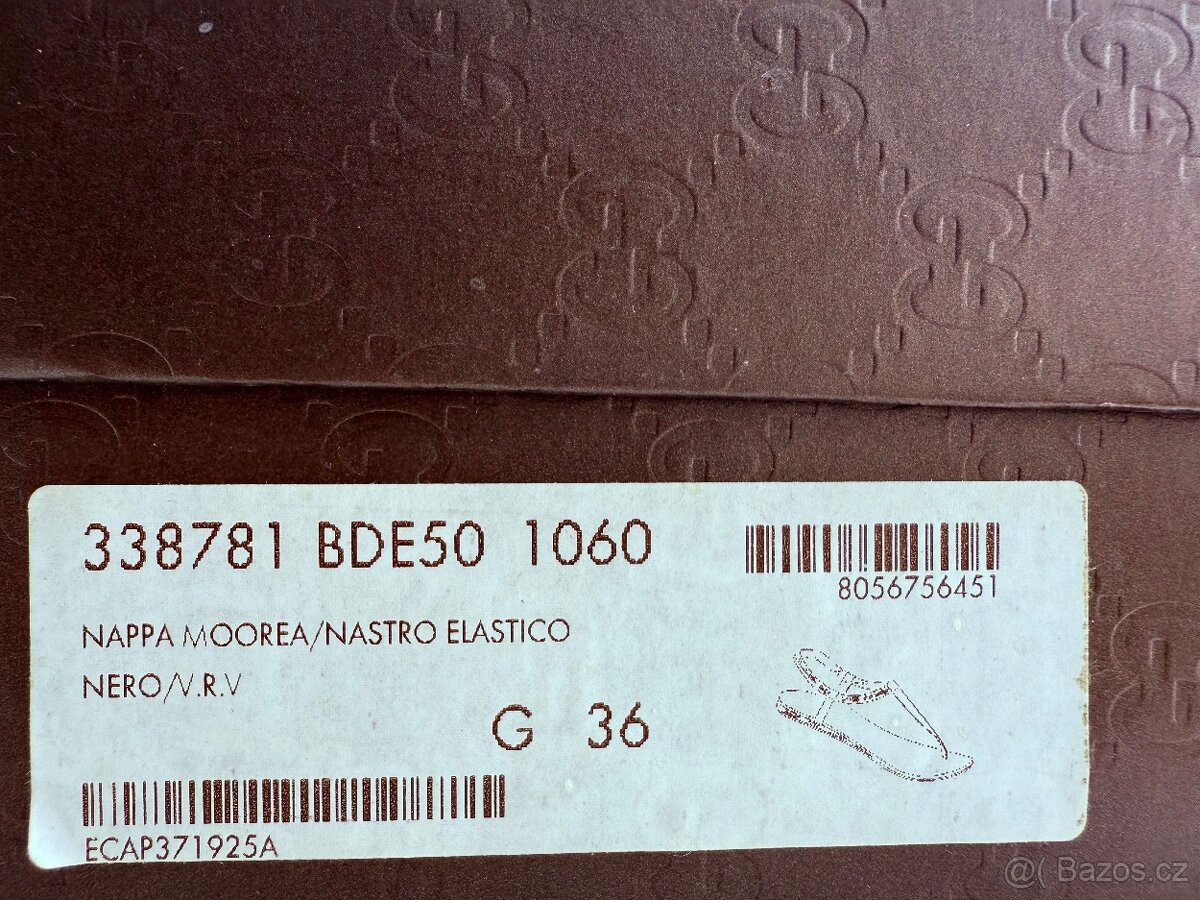 338781 BDE50 1060
8056756451
NAPPA MOOREA/NASTRO ELASTICO
NERO/V.R.V
G 36
ECAP371925A
@( Bazos.cz